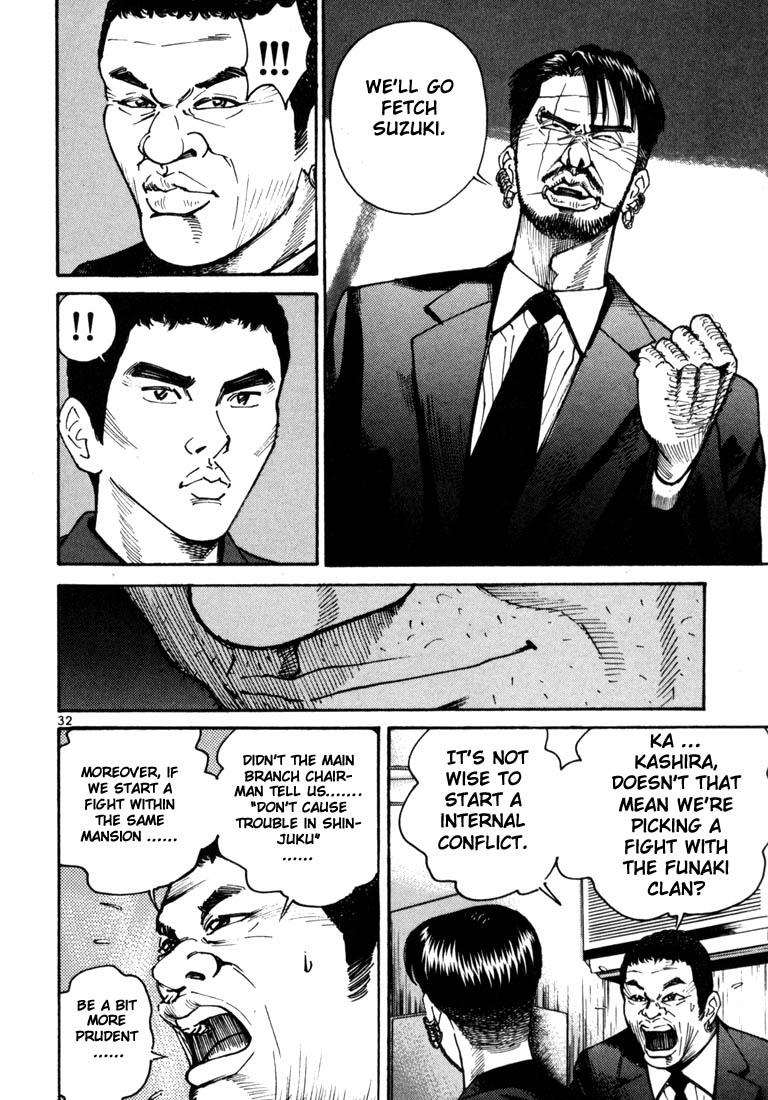 WE'LL GO
FETCH
SUZUKI.
!!!
!!
32
KA ...
KASHIRA,
DOESN'T THAT
MEAN WE'RE
PICKING A
FIGHT WITH
THE FUNAKI
CLAN?
IT'S NOT
WISE TO
START A
INTERNAL
CONFLICT.
DIDN'T THE MAIN
BRANCH CHAIR-
MAN TELL US.......
"DON'T CAUSE
TROUBLE IN SHIN-
JUKU"
......
MOREOVER, IF
WE START A
FIGHT WITHIN
THE SAME
MANSION ......
BE A BIT
MORE
PRUDENT
......